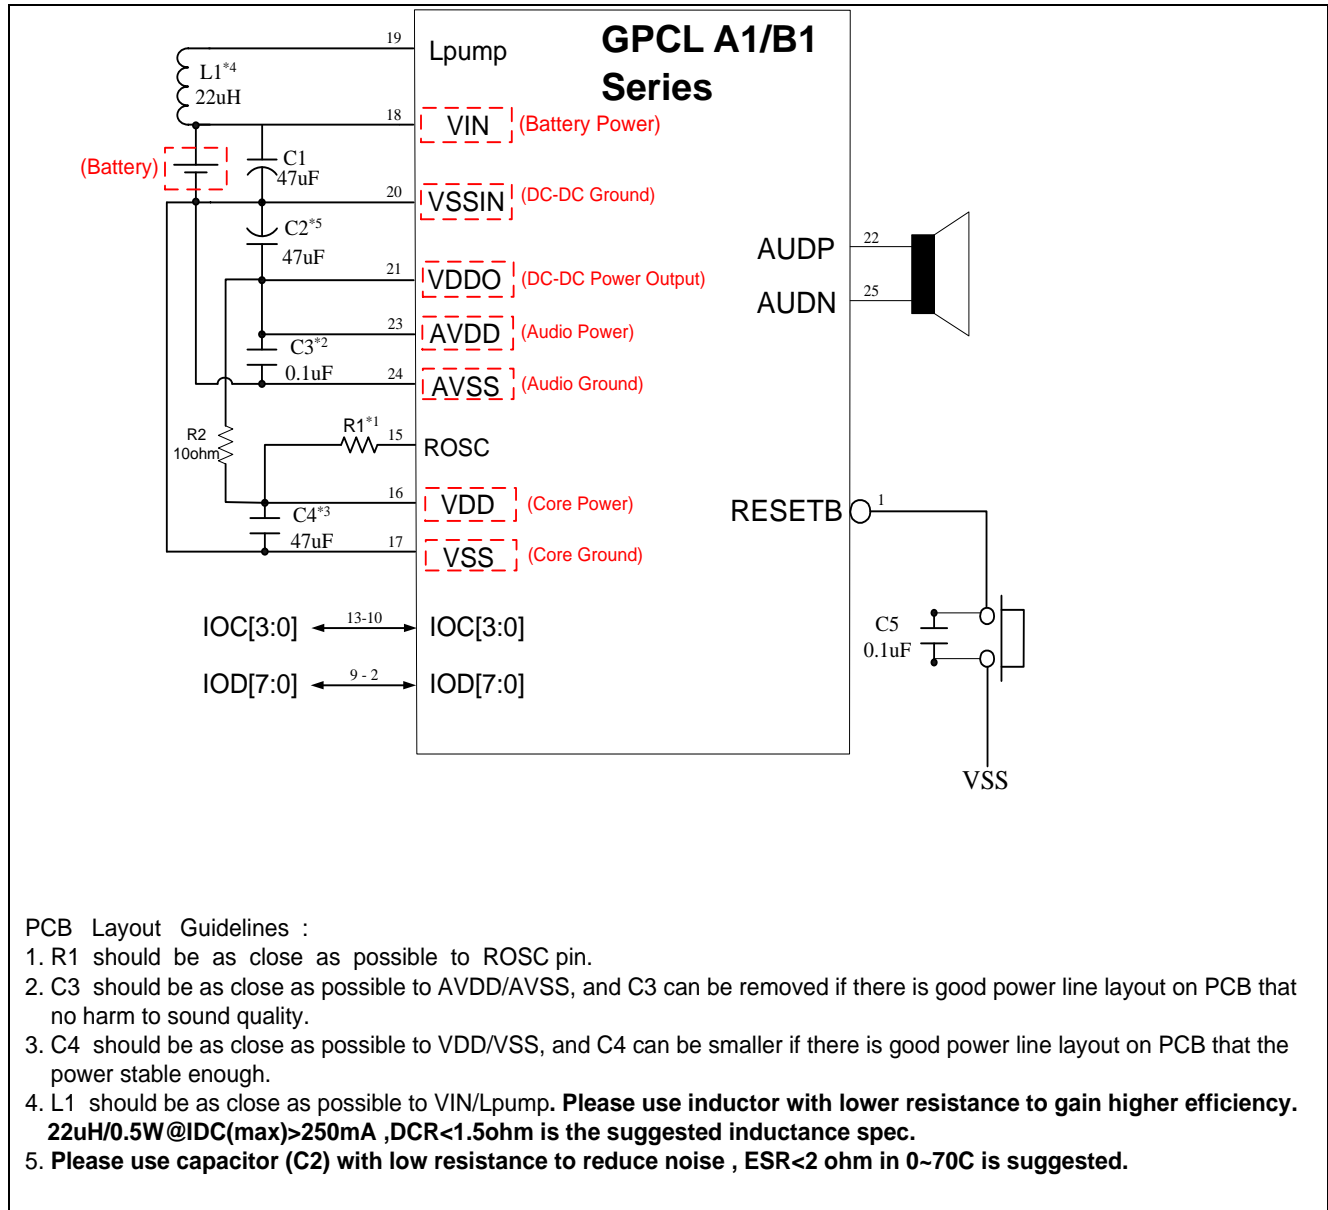 GPCL A1/B1
Series
19
Lpump
L1*4
22uH
18
VIN
(Battery Power)
(Battery)
C1
47uF
20
VSSIN
(DC-DC Ground)
C2*5
47uF
21
VDDO
(DC-DC Power Output)
23
AVDD
(Audio Power)
C3*2
0.1uF
24
AVSS
(Audio Ground)
AUDP
22
AUDN
25
R2
10ohm
R1*1
15
ROSC
16
VDD
(Core Power)
C4*3
47uF
17
VSS
(Core Ground)
RESETB
1
IOC[3:0]
13-10
IOC[3:0]
IOD[7:0]
9 - 2
IOD[7:0]
C5
0.1uF
VSS
PCB Layout Guidelines :
1. R1 should be as close as possible to ROSC pin.
2. C3 should be as close as possible to AVDD/AVSS, and C3 can be removed if there is good power line layout on PCB that
no harm to sound quality.
3. C4 should be as close as possible to VDD/VSS, and C4 can be smaller if there is good power line layout on PCB that the
power stable enough.
4. L1 should be as close as possible to VIN/Lpump. Please use inductor with lower resistance to gain higher efficiency.
22uH/0.5W@IDC(max)>250mA ,DCR<1.5ohm is the suggested inductance spec.
5. Please use capacitor (C2) with low resistance to reduce noise , ESR<2 ohm in 0~70C is suggested.